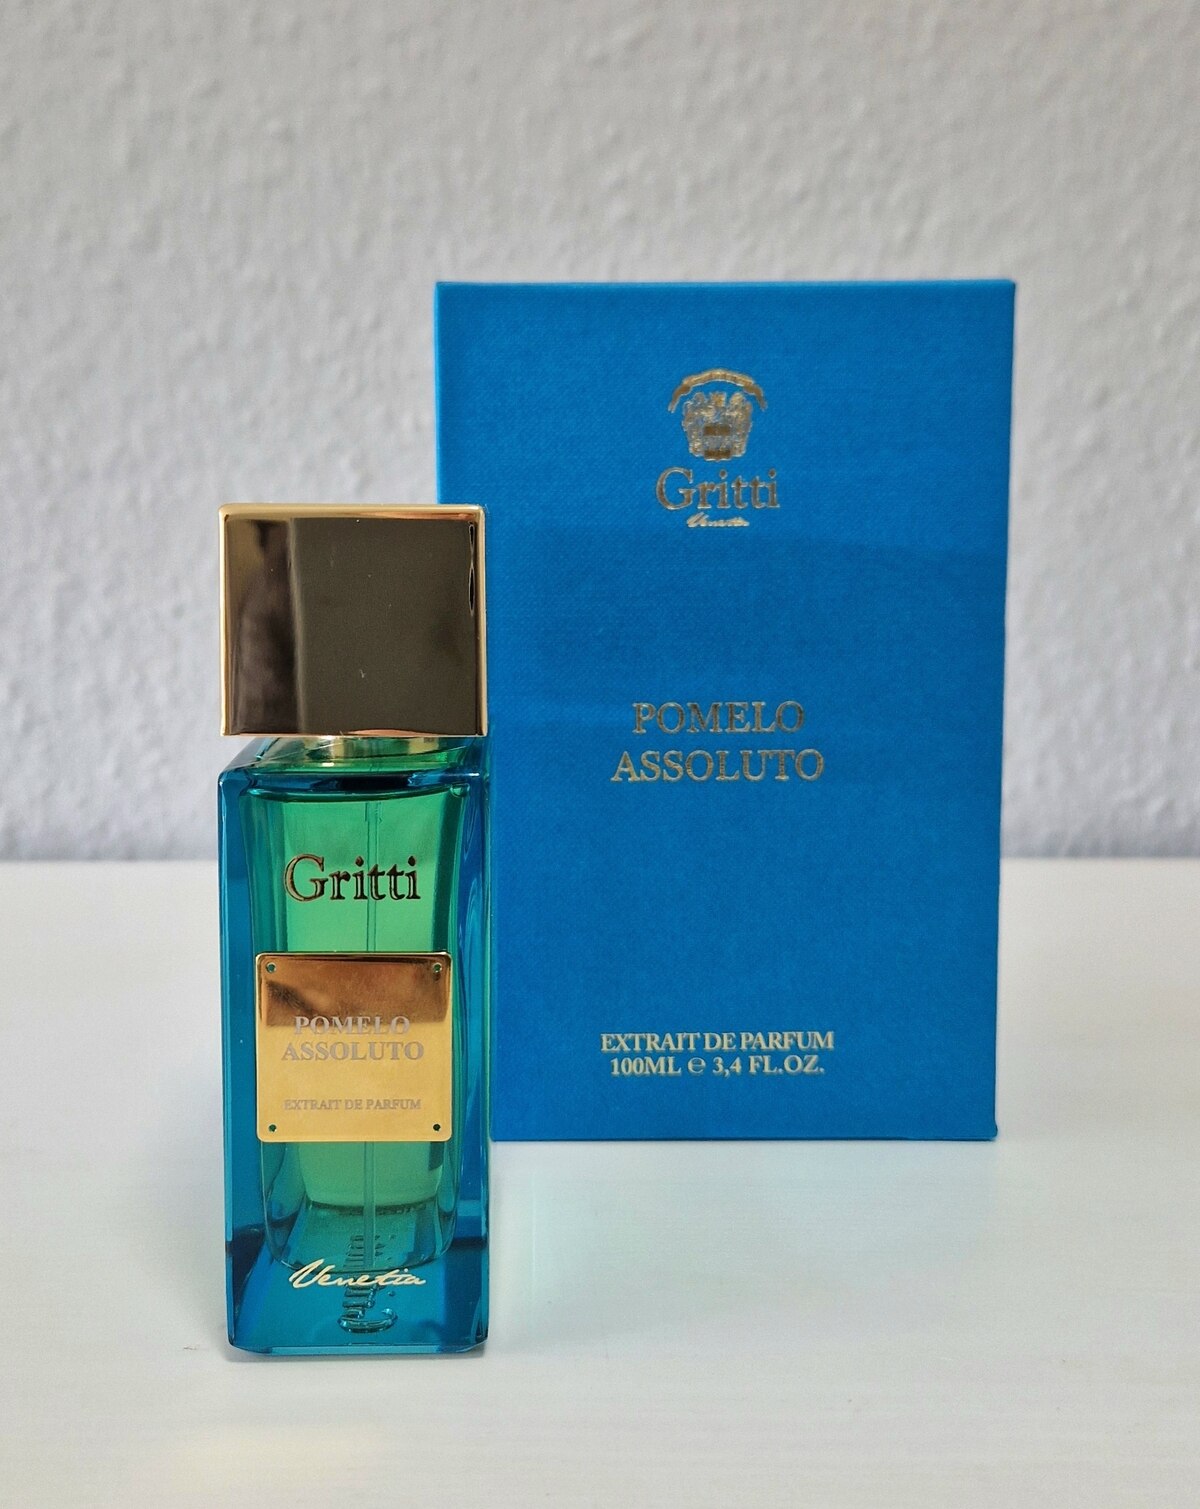 Gritti
Venetia
POMELO
ASSOLUTO
EXTRAIT DE PARFUM
100ML ℮ 3,4 FL.OZ.
Gritti
POMELO
ASSOLUTO
EXTRAIT DE PARFUM
Venetia